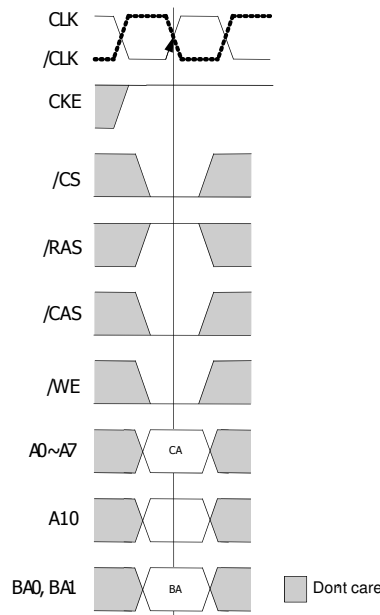 CLK
/CLK
CKE
/CS
/RAS
/CAS
/WE
A0~A7
CA
A10
BA0, BA1
BA
Dont care